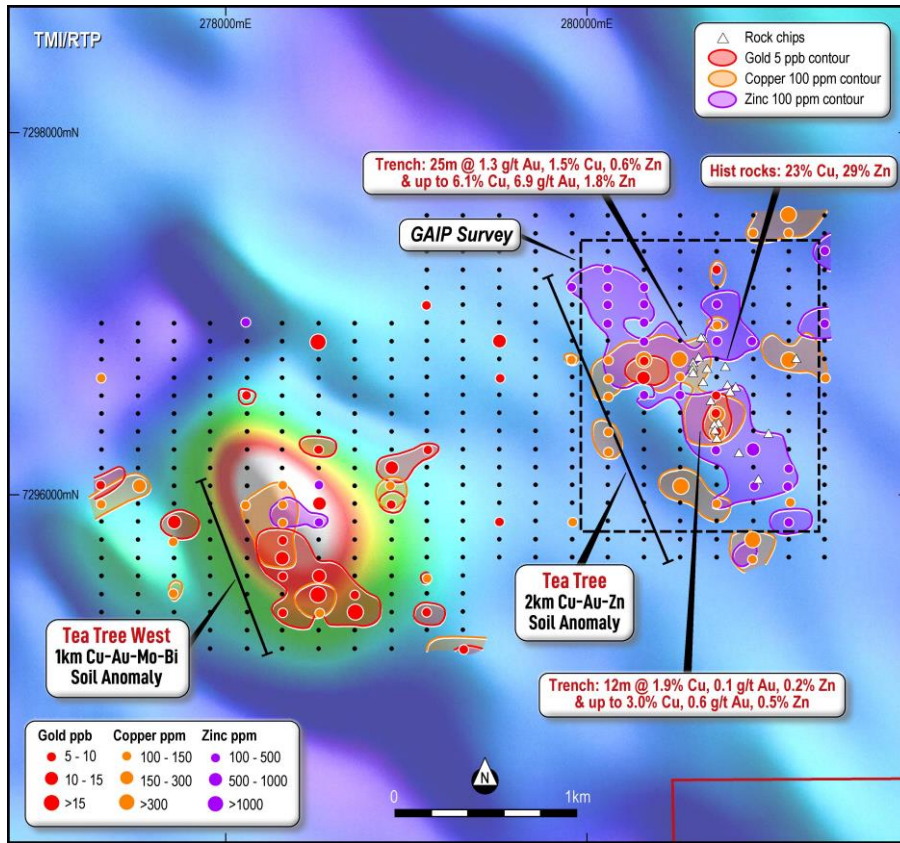 TMI/RTP
278000mE
280000mE
7298000mN
7296000mN
Rock chips
Gold 5 ppb contour
Copper 100 ppm contour
Zinc 100 ppm contour
Trench: 25m @ 1.3 g/t Au, 1.5% Cu, 0.6% Zn
& up to 6.1% Cu, 6.9 g/t Au, 1.8% Zn
Hist rocks: 23% Cu, 29% Zn
GAIP Survey
Tea Tree
2km Cu-Au-Zn
Soil Anomaly
Tea Tree West
1km Cu-Au-Mo-Bi
Soil Anomaly
Trench: 12m @ 1.9% Cu, 0.1 g/t Au, 0.2% Zn
& up to 3.0% Cu, 0.6 g/t Au, 0.5% Zn
Gold ppb Copper ppm Zinc ppm
5 - 10 100 - 150 100 - 500
10 - 15 150 - 300 500 - 1000
>15 >300 >1000
N
0 1km